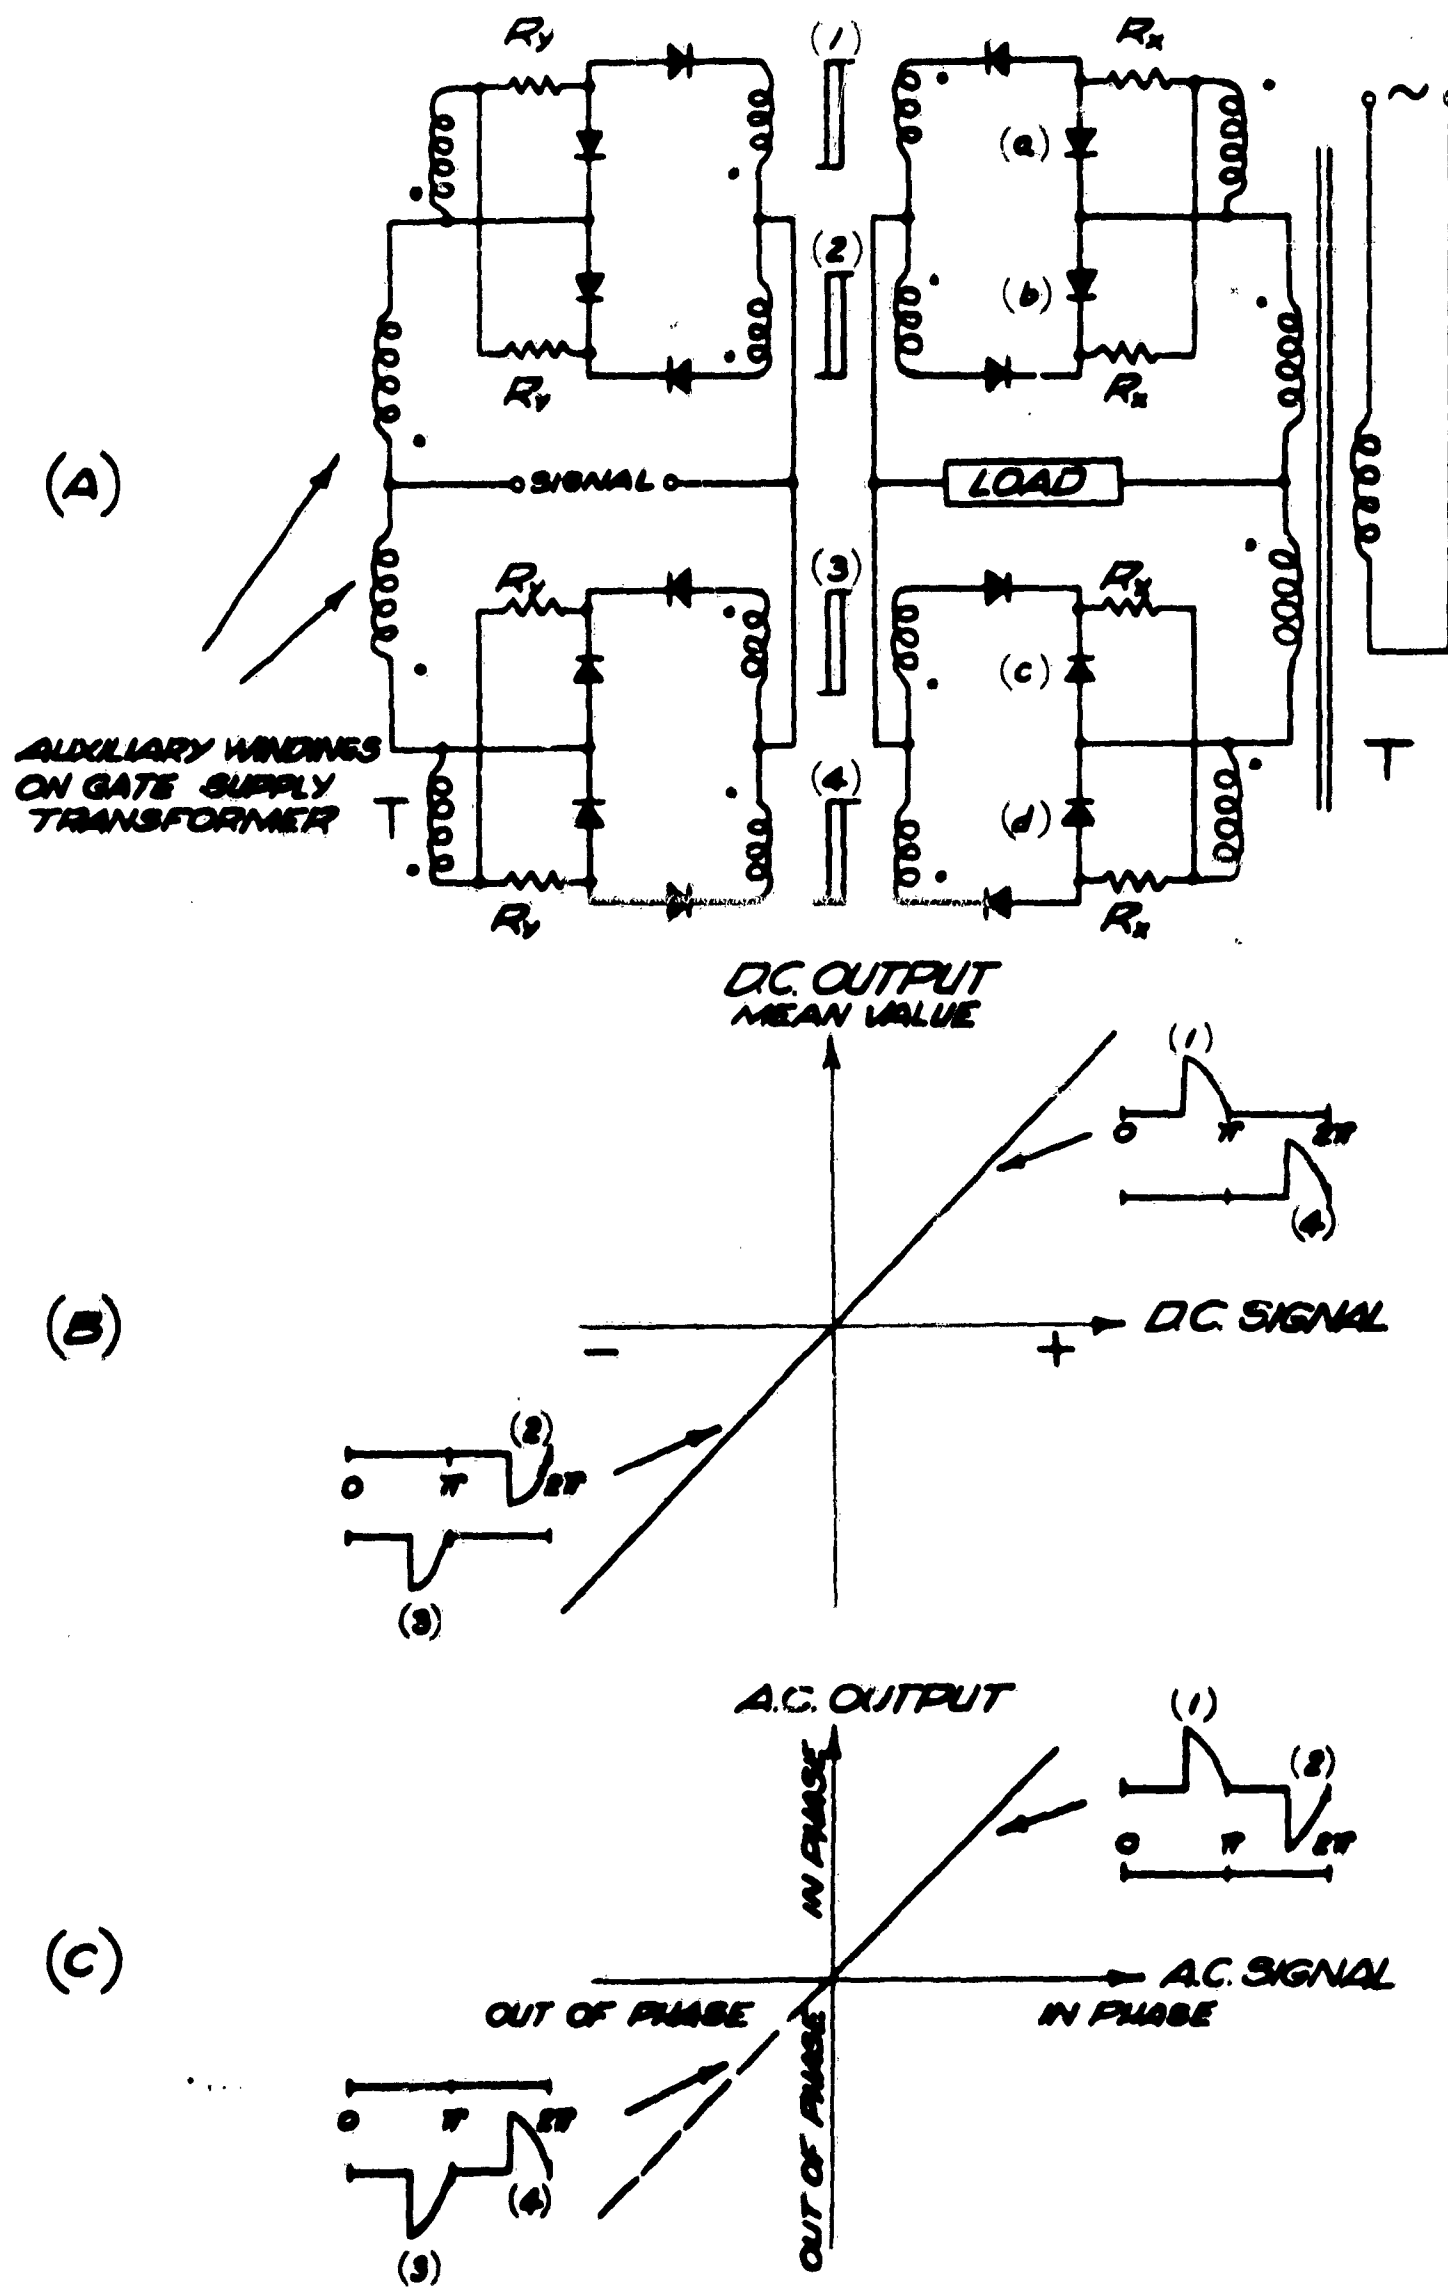 Ry
(1)
Rx
~
(a)
(2)
(b)
Ry
Rx
(A)
SIGNAL
LOAD
(3)
Ry
Rx
(c)
AUXILIARY WINDINGS
ON GATE SUPPLY
TRANSFORMER
T
(4)
T
(d)
Ry
Rx
D.C. OUTPUT
MEAN VALUE
(1)
0 π 2π
(4)
(B)
D.C. SIGNAL
− +
(2)
0 π 2π
(3)
A.C. OUTPUT
(1)
IN PHASE
(2)
0 π 2π
(C)
A.C. SIGNAL
OUT OF PHASE
IN PHASE
OUT OF PHASE
0 π 2π
(4)
(3)